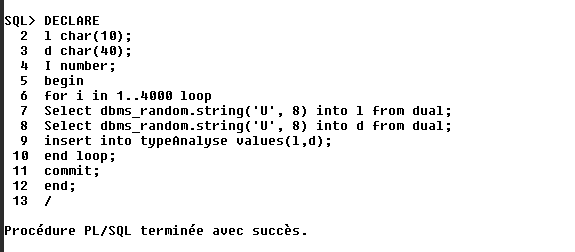 SQL> DECLARE
2 l char(10);
3 d char(40);
4 I number;
5 begin
6 for i in 1..4000 loop
7 Select dbms_random.string('U', 8) into l from dual;
8 Select dbms_random.string('U', 8) into d from dual;
9 insert into typeAnalyse values(l,d);
10 end loop;
11 commit;
12 end;
13 /
Procédure PL/SQL terminée avec succès.